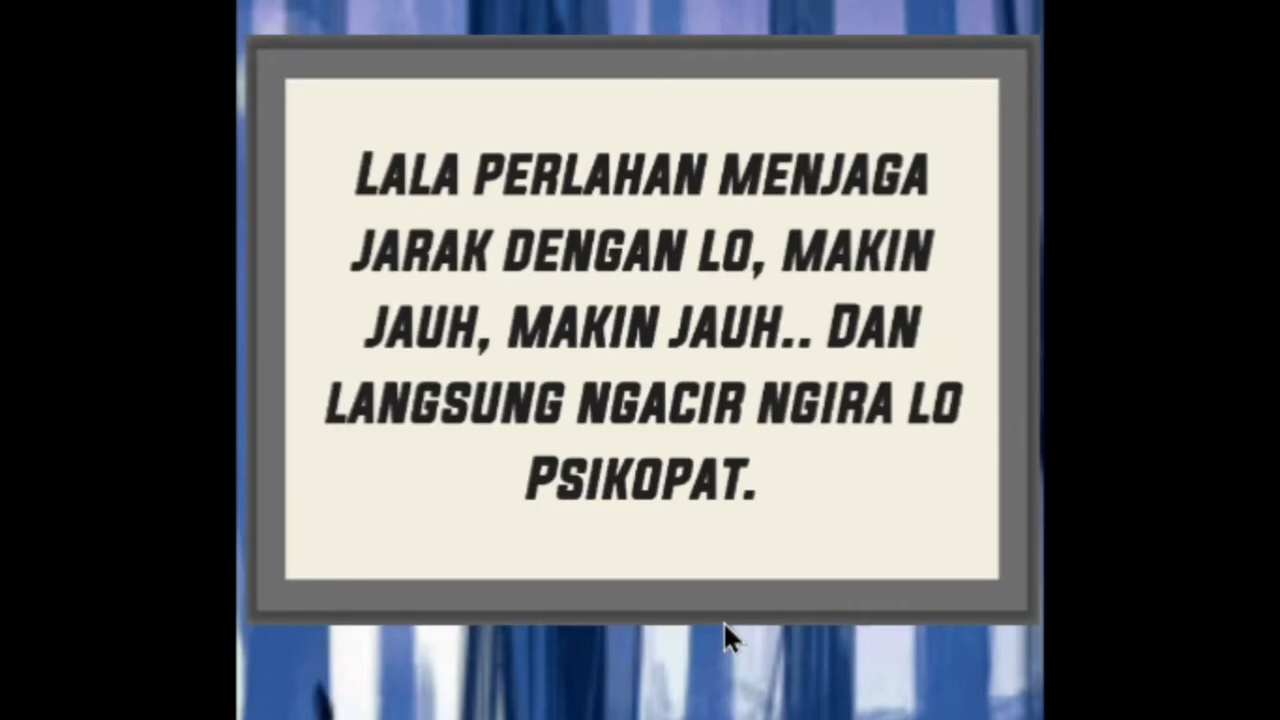 LALA PERLAHAN MENJAGA
JARAK DENGAN LO, MAKIN
JAUH, MAKIN JAUH.. DAN
LANGSUNG NGACIR NGIRA LO
PSIKOPAT.